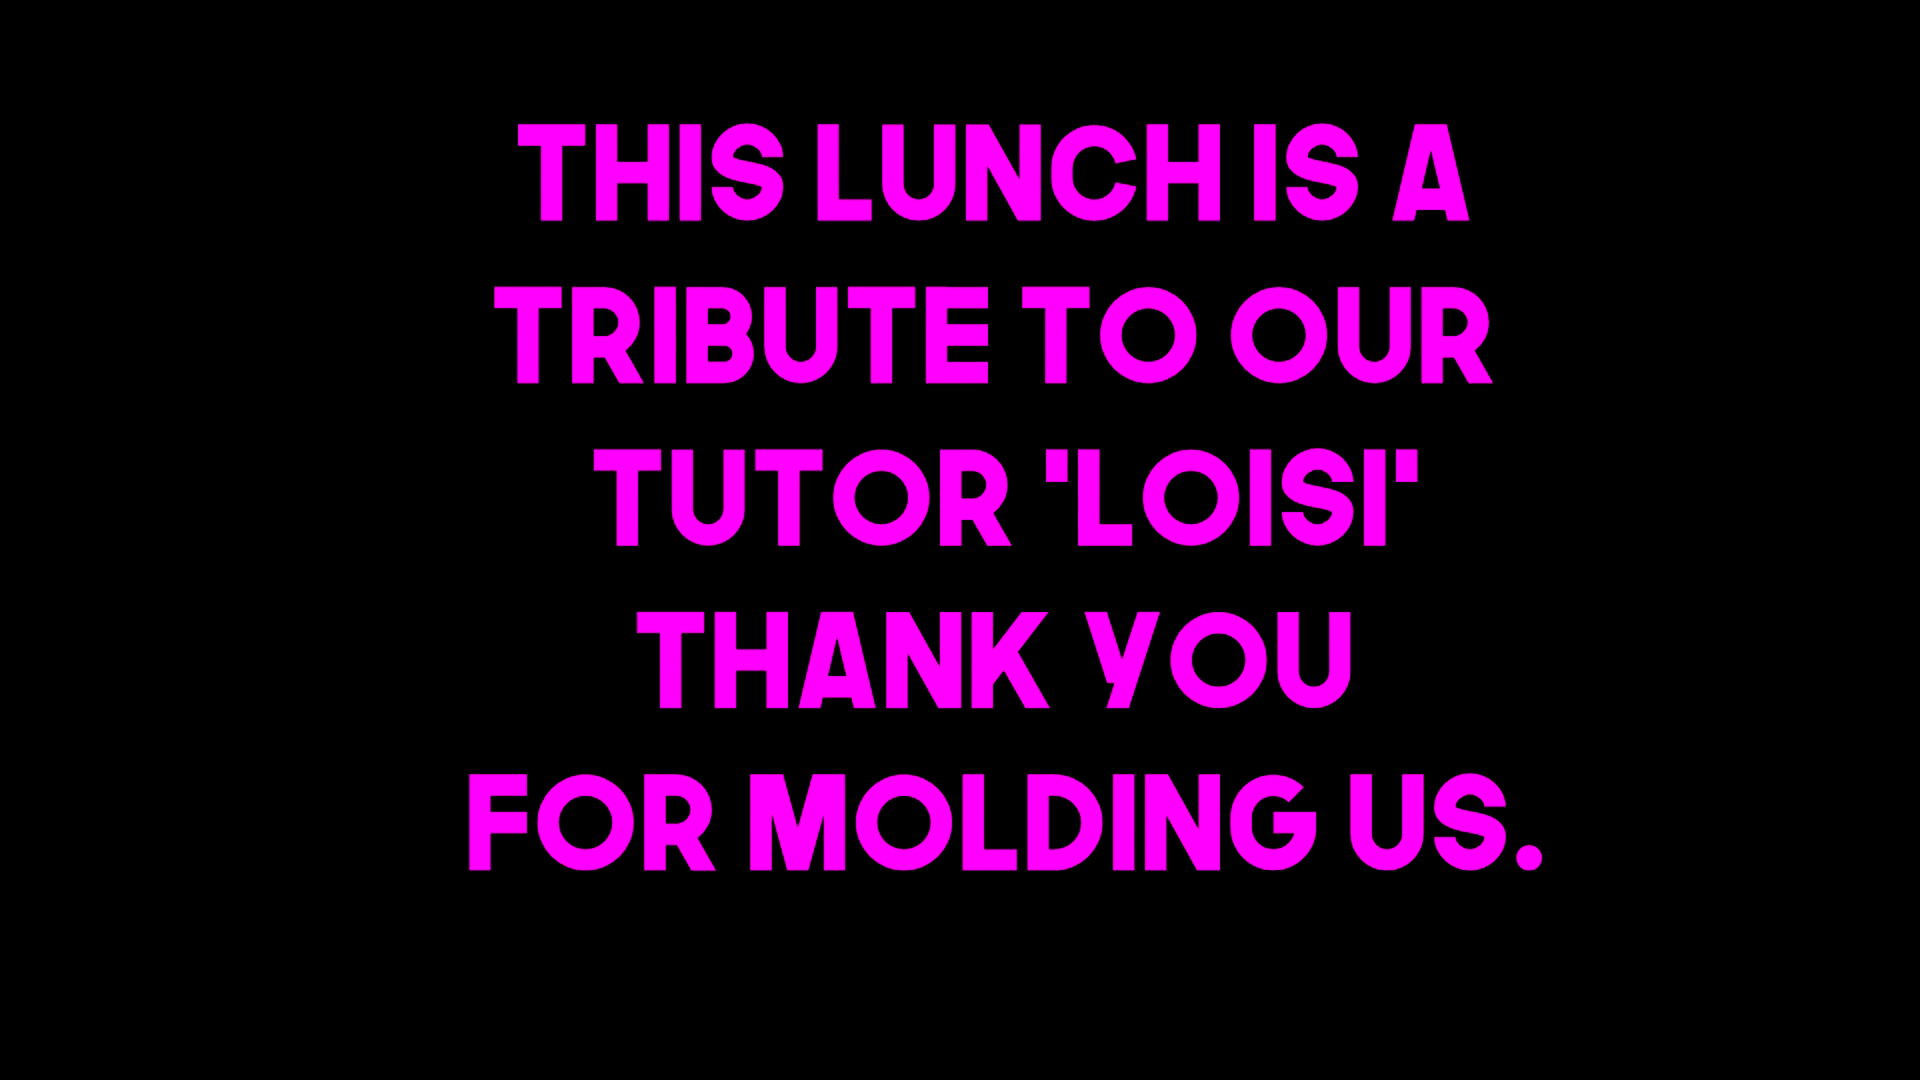 THIS LUNCH IS A
TRIBUTE TO OUR
TUTOR 'LOISI'
THANK YOU
FOR MOLDING US.